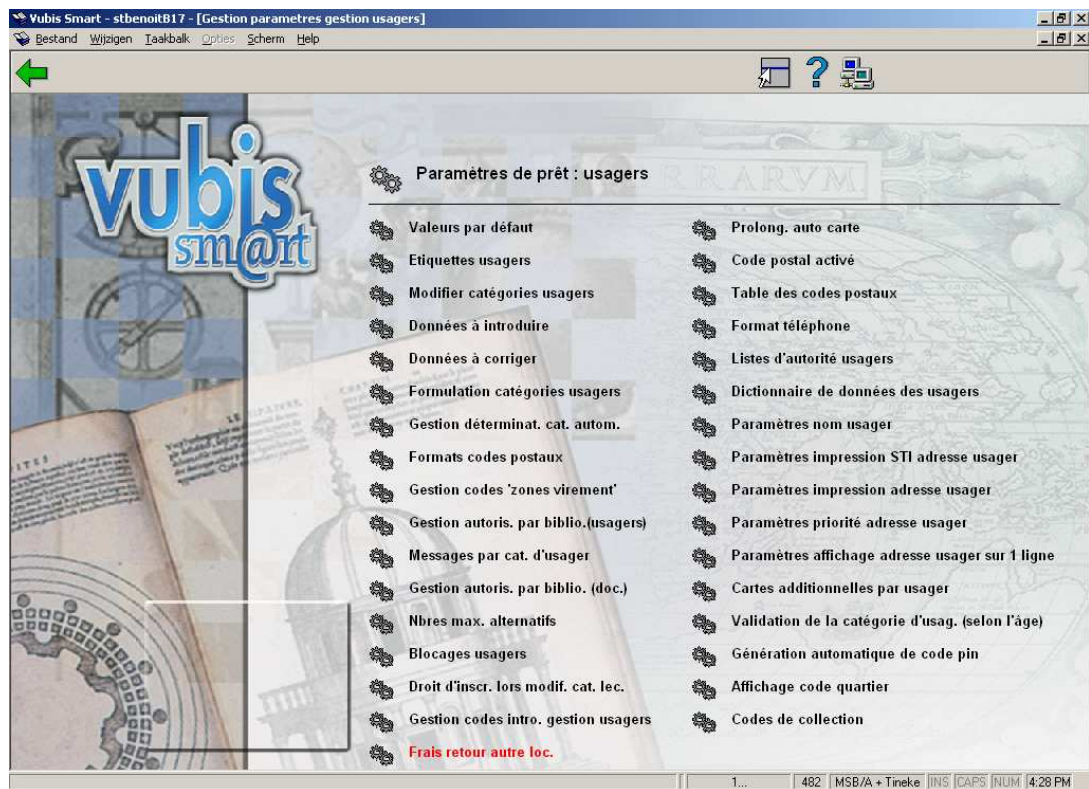 Vubis Smart - stbenoitB17 - [Gestion parametres gestion usagers]
Bestand Wijzigen Taakbalk Opties Scherm Help
?
vubis
sm@rt
TERRARVM
Paramètres de prêt : usagers
Valeurs par défaut
Etiquettes usagers
Modifier catégories usagers
Données à introduire
Données à corriger
Formulation catégories usagers
Gestion déterminat. cat. autom.
Formats codes postaux
Gestion codes 'zones virement'
Gestion autoris. par biblio.(usagers)
Messages par cat. d'usager
Gestion autoris. par biblio. (doc.)
Nbres max. alternatifs
Blocages usagers
Droit d'inscr. lors modif. cat. lec.
Gestion codes intro. gestion usagers
Frais retour autre loc.
Prolong. auto carte
Code postal activé
Table des codes postaux
Format téléphone
Listes d'autorité usagers
Dictionnaire de données des usagers
Paramètres nom usager
Paramètres impression STI adresse usager
Paramètres impression adresse usager
Paramètres priorité adresse usager
Paramètres affichage adresse usager sur 1 ligne
Cartes additionnelles par usager
Validation de la catégorie d'usag. (selon l'âge)
Génération automatique de code pin
Affichage code quartier
Codes de collection
1... 482 MSB/A + Tineke INS CAPS NUM 4:28 PM